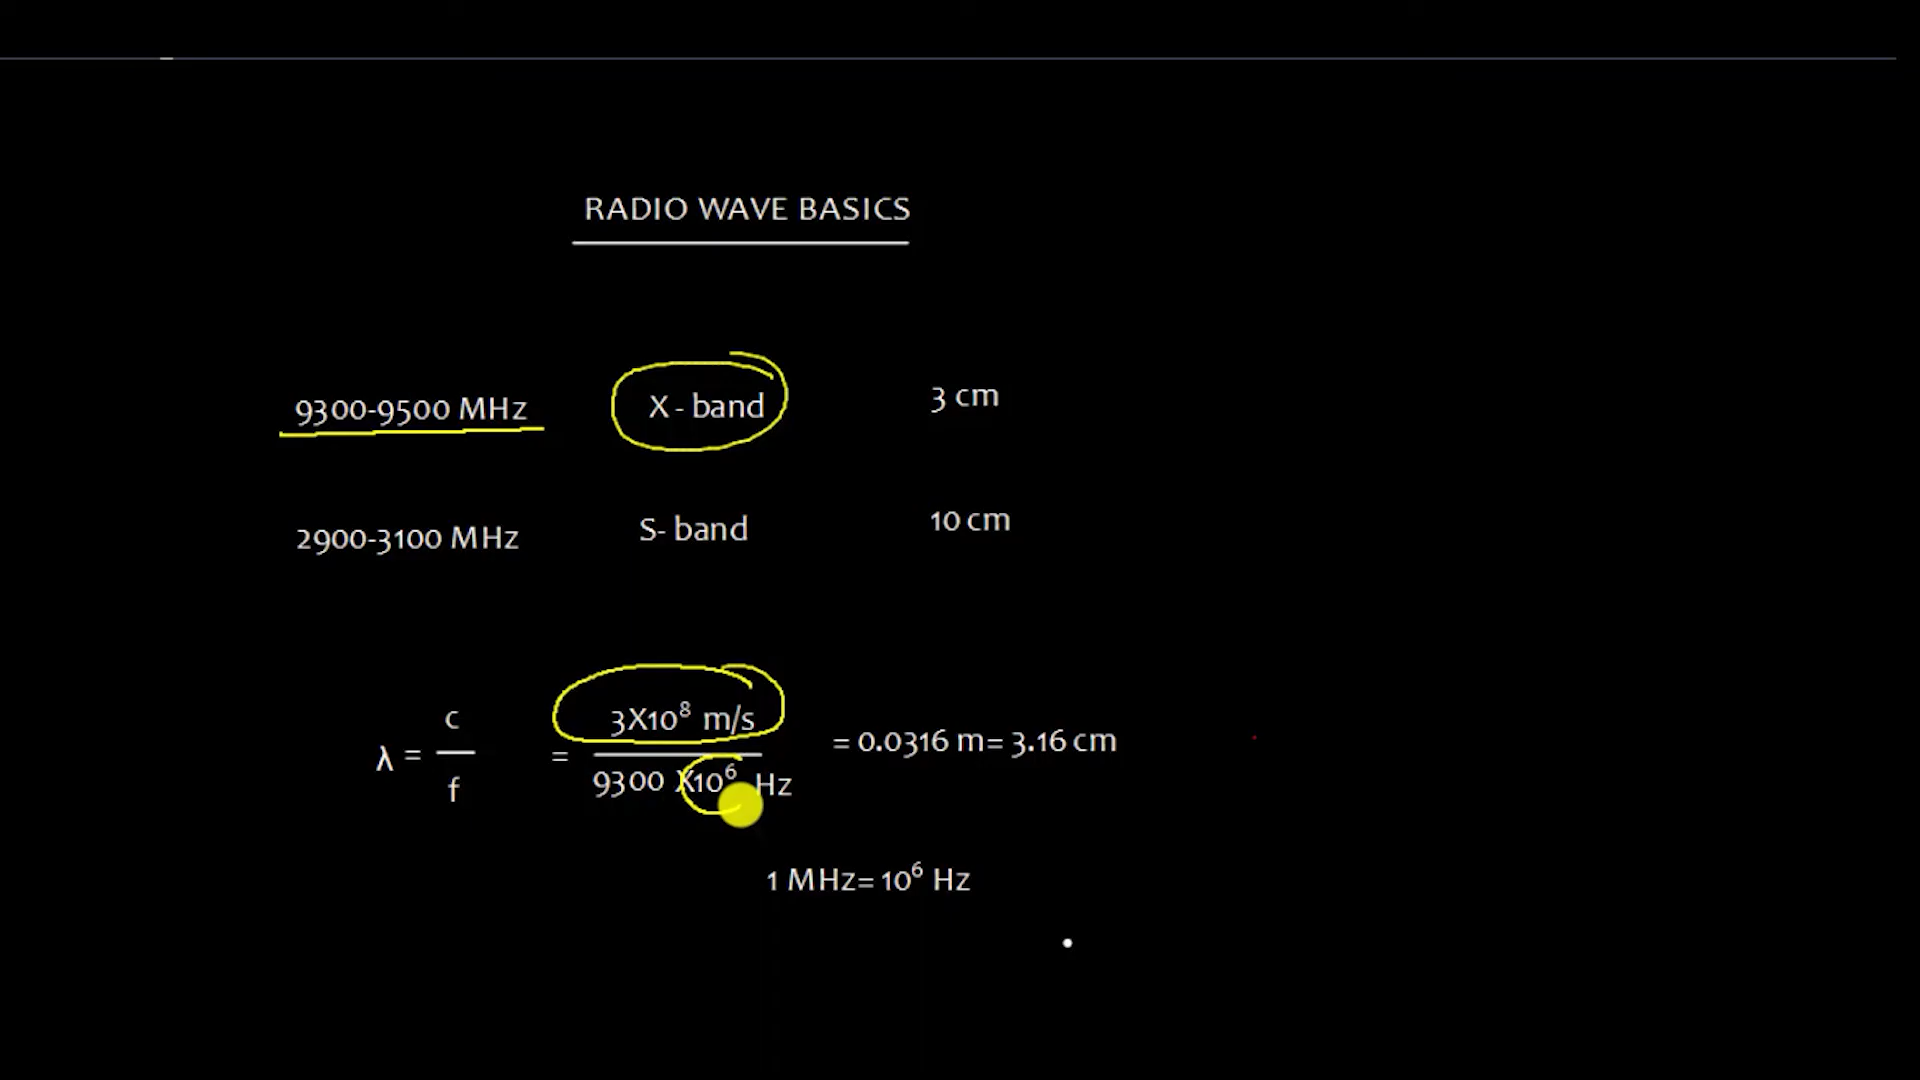 RADIO WAVE BASICS
9300-9500 MHz X - band 3 cm
2900-3100 MHz S- band 10 cm
λ = c / f = 3X10⁸ m/s / 9300 X10⁶ Hz = 0.0316 m= 3.16 cm
1 MHz= 10⁶ Hz